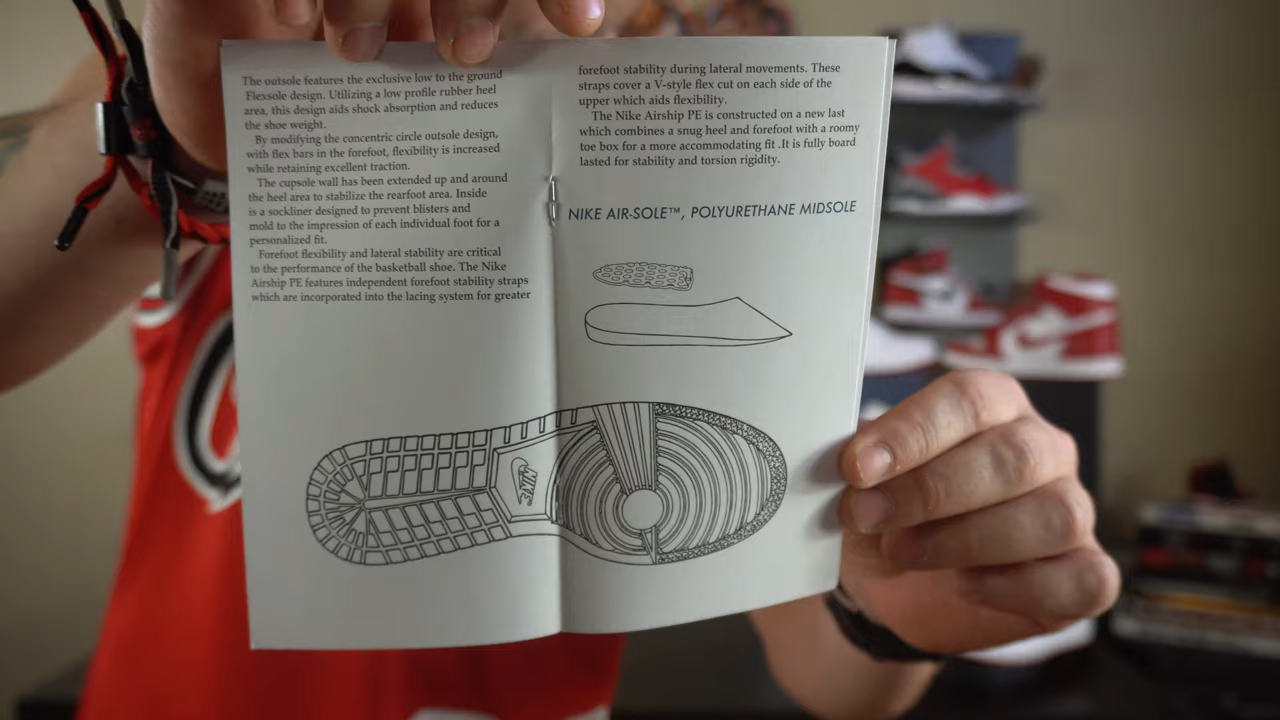 The outsole features the exclusive low to the ground
Flexsole design. Utilizing a low profile rubber heel
area, this design aids shock absorption and reduces
the shoe weight.
By modifying the concentric circle outsole design,
with flex bars in the forefoot, flexibility is increased
while retaining excellent traction.
The cupsole wall has been extended up and around
the heel area to stabilize the rearfoot area. Inside
is a sockliner designed to prevent blisters and
mold to the impression of each individual foot for a
personalized fit.
Forefoot flexibility and lateral stability are critical
to the performance of the basketball shoe. The Nike
Airship PE features independent forefoot stability straps
which are incorporated into the lacing system for greater
forefoot stability during lateral movements. These
straps cover a V-style flex cut on each side of the
upper which aids flexibility.
The Nike Airship PE is constructed on a new last
which combines a snug heel and forefoot with a roomy
toe box for a more accommodating fit .It is fully board
lasted for stability and torsion rigidity.
NIKE AIR-SOLE™, POLYURETHANE MIDSOLE
NIKE